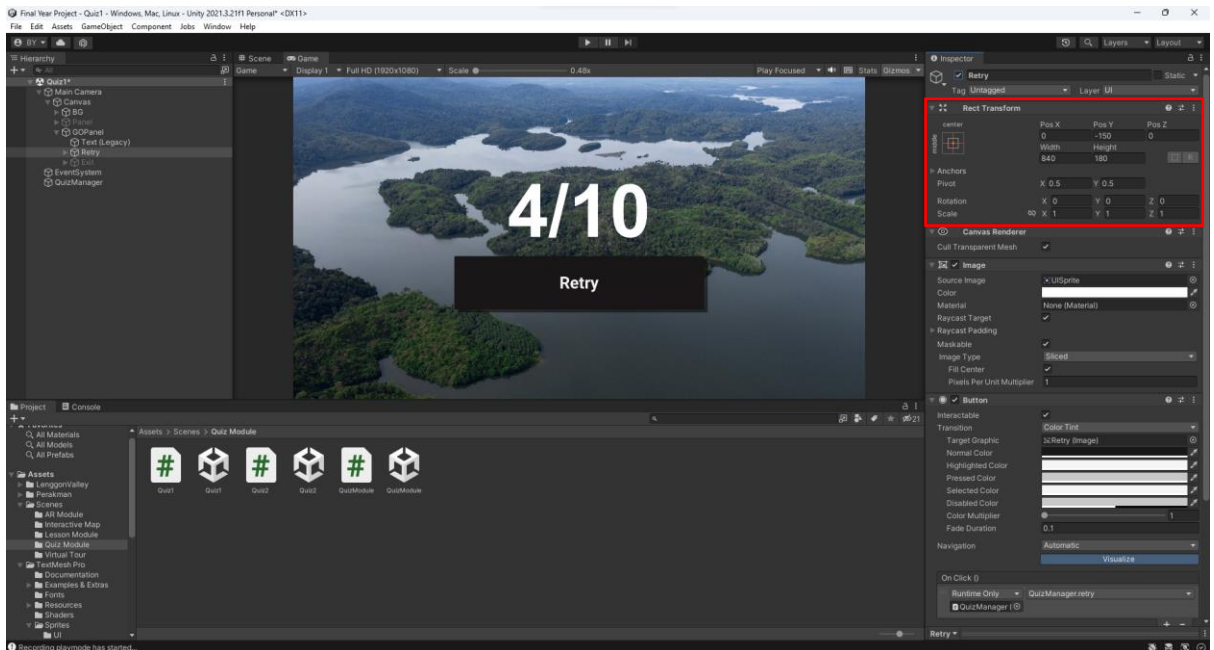 Final Year Project - Quiz1 - Windows, Mac, Linux - Unity 2021.3.21f1 Personal* <DX11>
File Edit Assets GameObject Component Jobs Window Help
BY
Layers Layout
Hierarchy
All
Quiz1*
Main Camera
Canvas
BG
Panel
GOPanel
Text (Legacy)
Retry
Exit
EventSystem
QuizManager
Scene Game
Game Display 1 Full HD (1920x1080) Scale 0.48x Play Focused Stats Gizmos
4/10
Retry
Inspector
Retry Static
Tag Untagged Layer UI
Rect Transform
center
middle
Pos X Pos Y Pos Z
0 -150 0
Width Height
840 180
R
Anchors
Pivot X 0.5 Y 0.5
Rotation X 0 Y 0 Z 0
Scale X 1 Y 1 Z 1
Canvas Renderer
Cull Transparent Mesh
Image
Source Image UISprite
Color
Material None (Material)
Raycast Target
Raycast Padding
Maskable
Image Type Sliced
Fill Center
Pixels Per Unit Multiplier 1
Button
Interactable
Transition Color Tint
Target Graphic Retry (Image)
Normal Color
Highlighted Color
Pressed Color
Selected Color
Disabled Color
Color Multiplier 1
Fade Duration 0.1
Navigation Automatic
Visualize
On Click ()
Runtime Only QuizManager.retry
QuizManager (
Retry
Project Console
21
Favorites
All Materials
All Models
All Prefabs
Assets
LenggonValley
Perakman
Scenes
AR Module
Interactive Map
Lesson Module
Quiz Module
Virtual Tour
TextMesh Pro
Documentation
Examples & Extras
Fonts
Resources
Shaders
Sprites
UI
Assets > Scenes > Quiz Module
# # #
Quiz1 Quiz1 Quiz2 Quiz2 QuizModule QuizModule
Recording playmode has started...